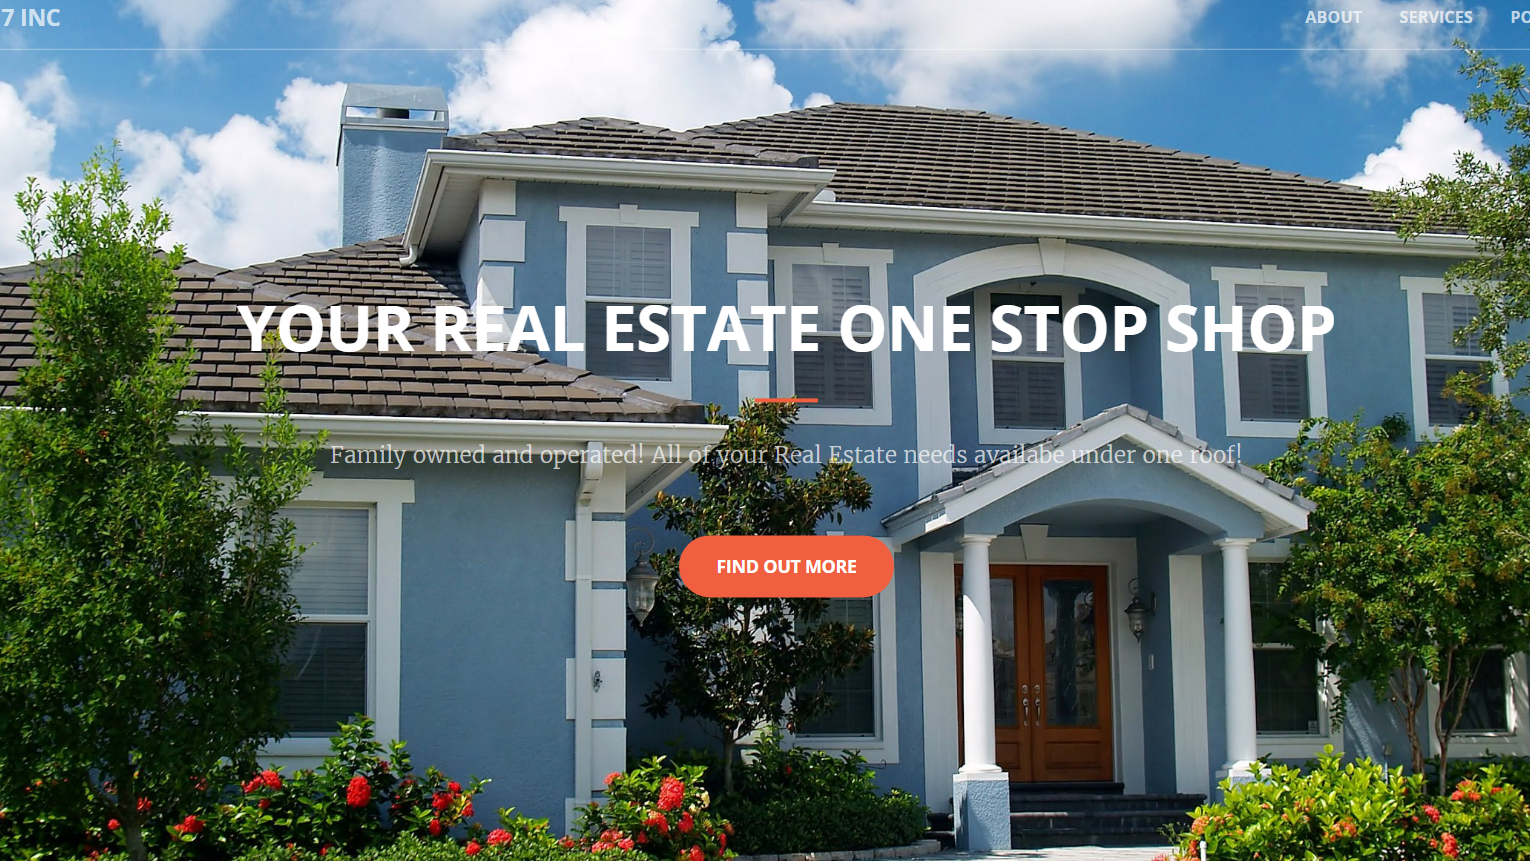 7 INC
ABOUT SERVICES PO
YOUR REAL ESTATE ONE STOP SHOP
Family owned and operated! All of your Real Estate needs availabe under one roof!
FIND OUT MORE